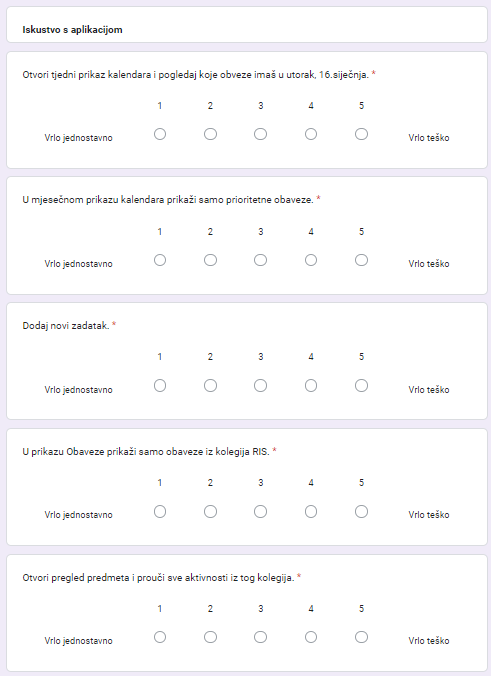 Iskustvo s aplikacijom
Otvori tjedni prikaz kalendara i pogledaj koje obveze imaš u utorak, 16.siječnja. *
1 2 3 4 5
Vrlo jednostavno Vrlo teško
U mjesečnom prikazu kalendara prikaži samo prioritetne obaveze. *
1 2 3 4 5
Vrlo jednostavno Vrlo teško
Dodaj novi zadatak. *
1 2 3 4 5
Vrlo jednostavno Vrlo teško
U prikazu Obaveze prikaži samo obaveze iz kolegija RIS. *
1 2 3 4 5
Vrlo jednostavno Vrlo teško
Otvori pregled predmeta i prouči sve aktivnosti iz tog kolegija. *
1 2 3 4 5
Vrlo jednostavno Vrlo teško